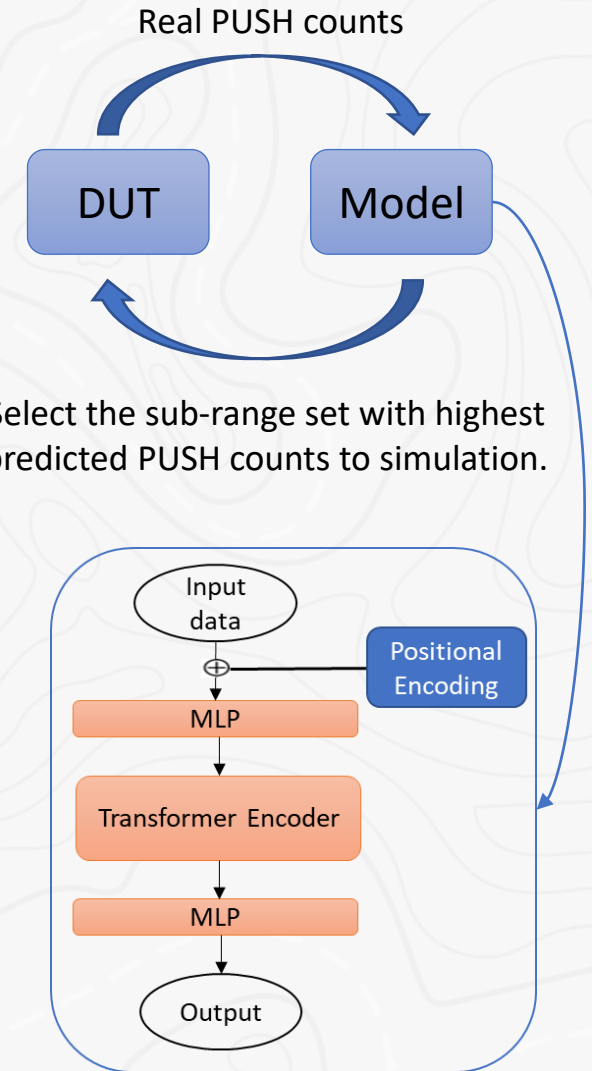 Real PUSH counts
DUT
Model
Select the sub-range set with highest
predicted PUSH counts to simulation.
Input
data
Positional
Encoding
MLP
Transformer Encoder
MLP
Output